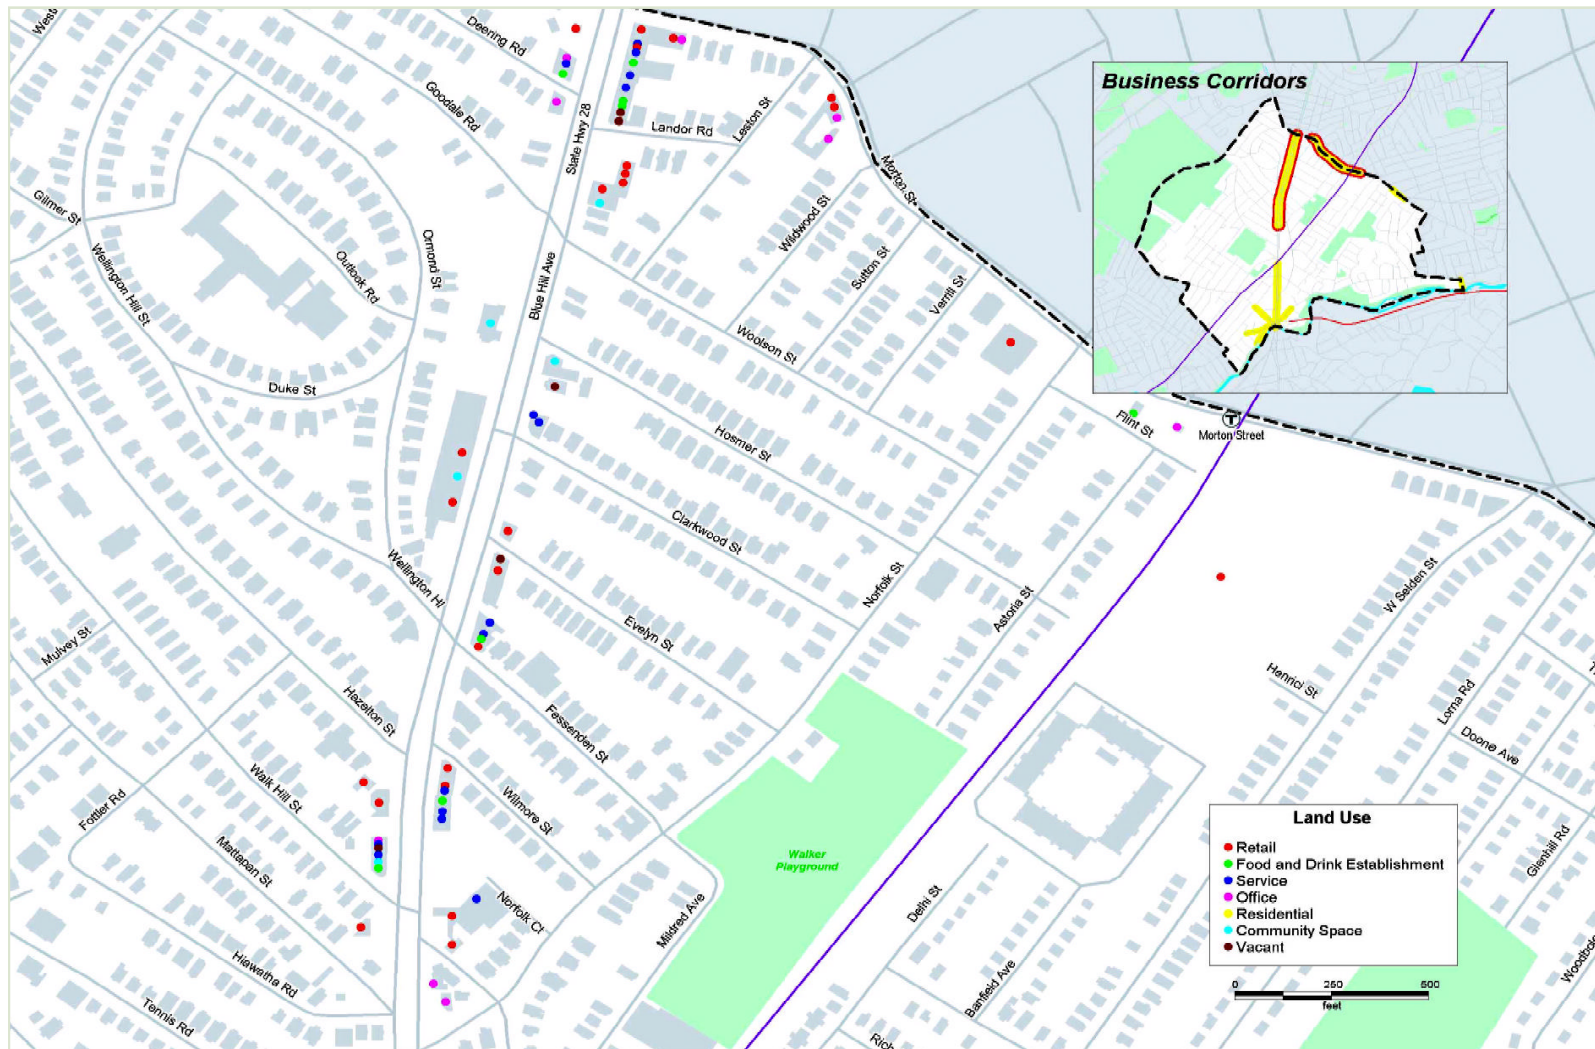 West
Deering Rd
Goodale Rd
State Hwy 28
Landor Rd
Leston St
Morton St
Gilmer St
Wellington Hill St
Outlook Rd
Ormond St
Blue Hill Ave
Wildwood St
Sutton St
Verrill St
Woolson St
Duke St
Hosmer St
Flint St
Morton Street
T
Clarkwood St
Norfolk St
Astoria St
W Selden St
Wellington Hl
Evelyn St
Mulvey St
Hazelton St
Fessenden St
Henrici St
Lorna Rd
Doone Ave
Walk Hill St
Wilmore St
Fottler Rd
Mattapan St
Walker
Playground
Glenhill Rd
Norfolk Ct
Mildred Ave
Delhi St
Hiawatha Rd
Banfield Ave
Tennis Rd
Rich
Woodbole
Business Corridors
Land Use
Retail
Food and Drink Establishment
Service
Office
Residential
Community Space
Vacant
0 250 500
feet